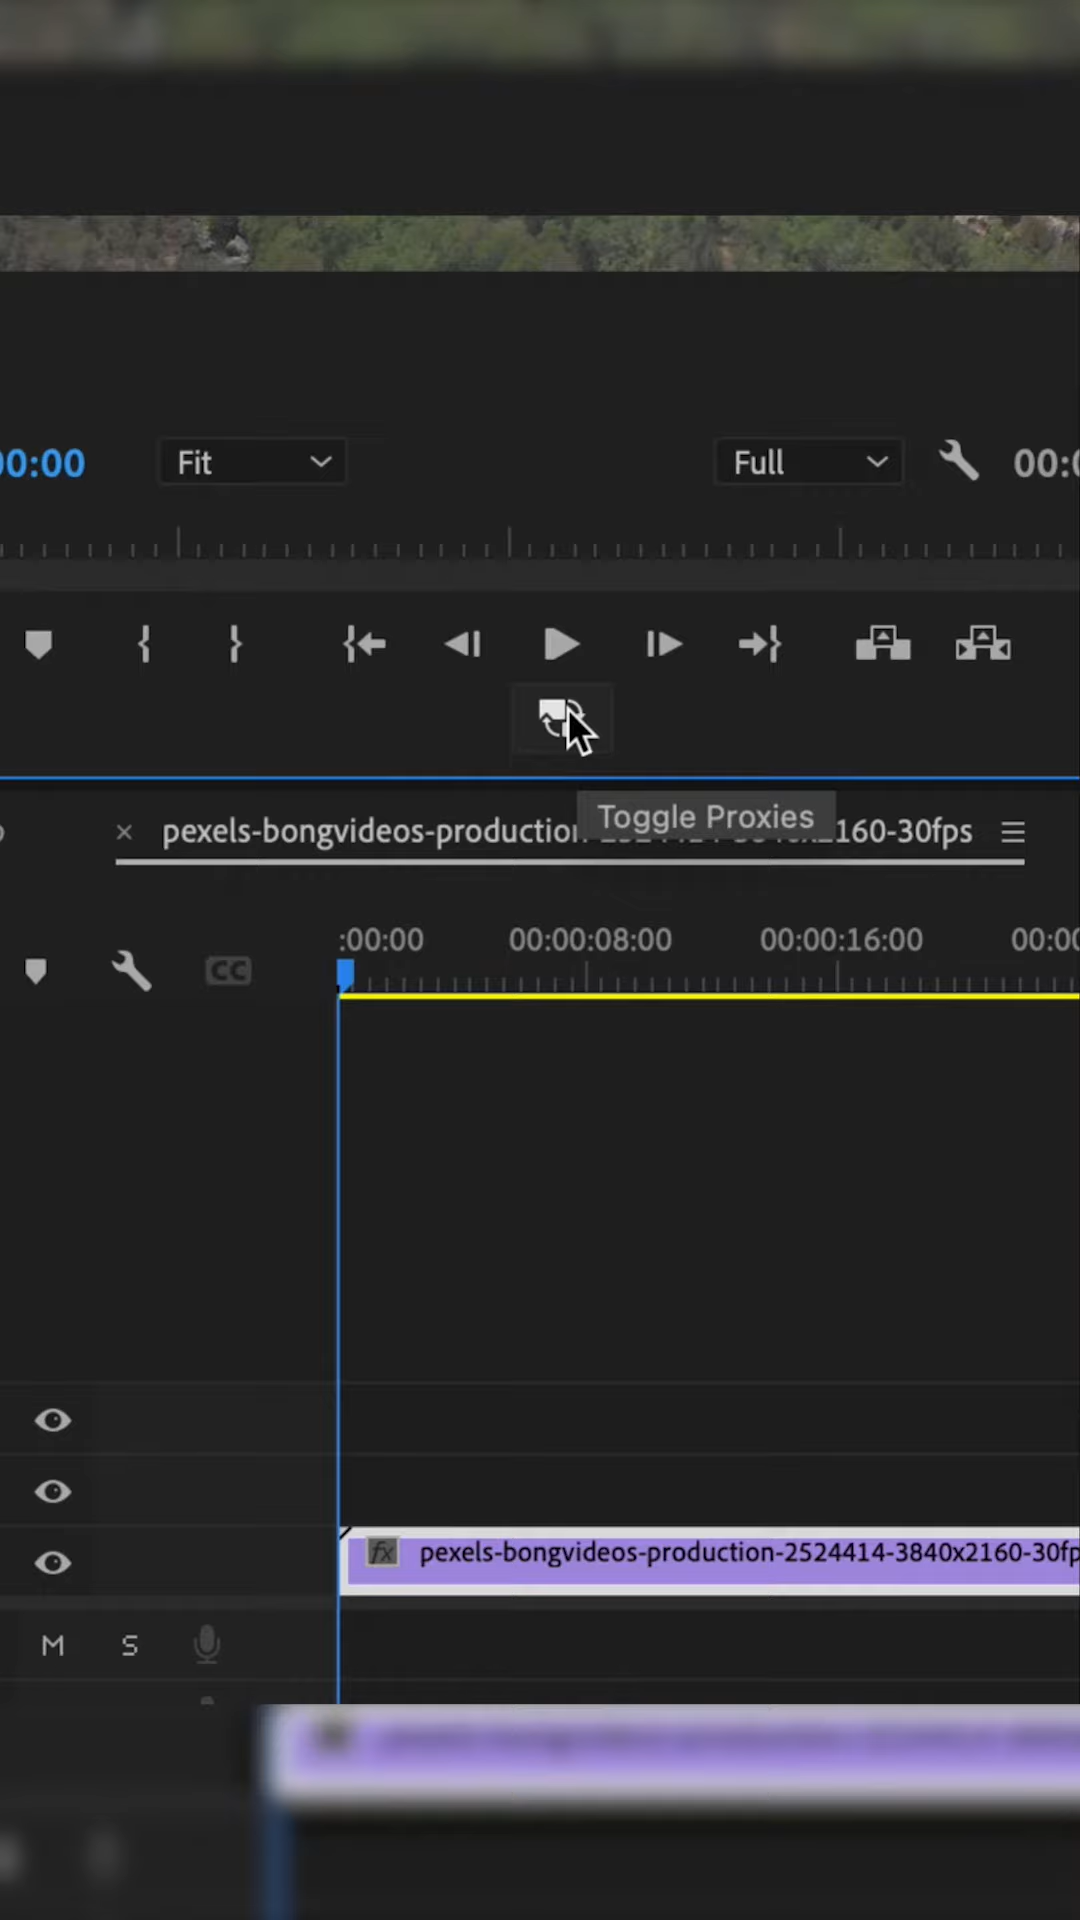 00:00
Fit
Full
00:0
Toggle Proxies
pexels-bongvideos-production 160-30fps
:00:00
00:00:08:00
00:00:16:00
00:00
CC
fx
pexels-bongvideos-production-2524414-3840x2160-30fp
M
S